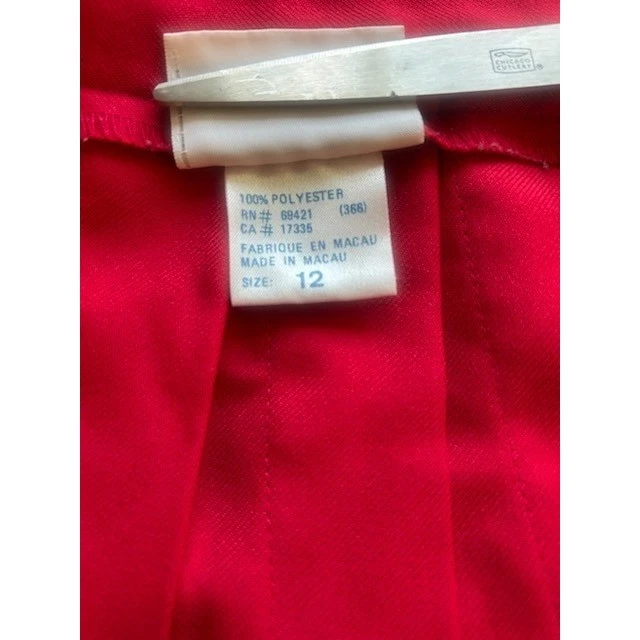 CHICAGO
CUTLERY®
100% POLYESTER
RN# 69421 (366)
CA# 17335
FABRIQUE EN MACAU
MADE IN MACAU
SIZE: 12